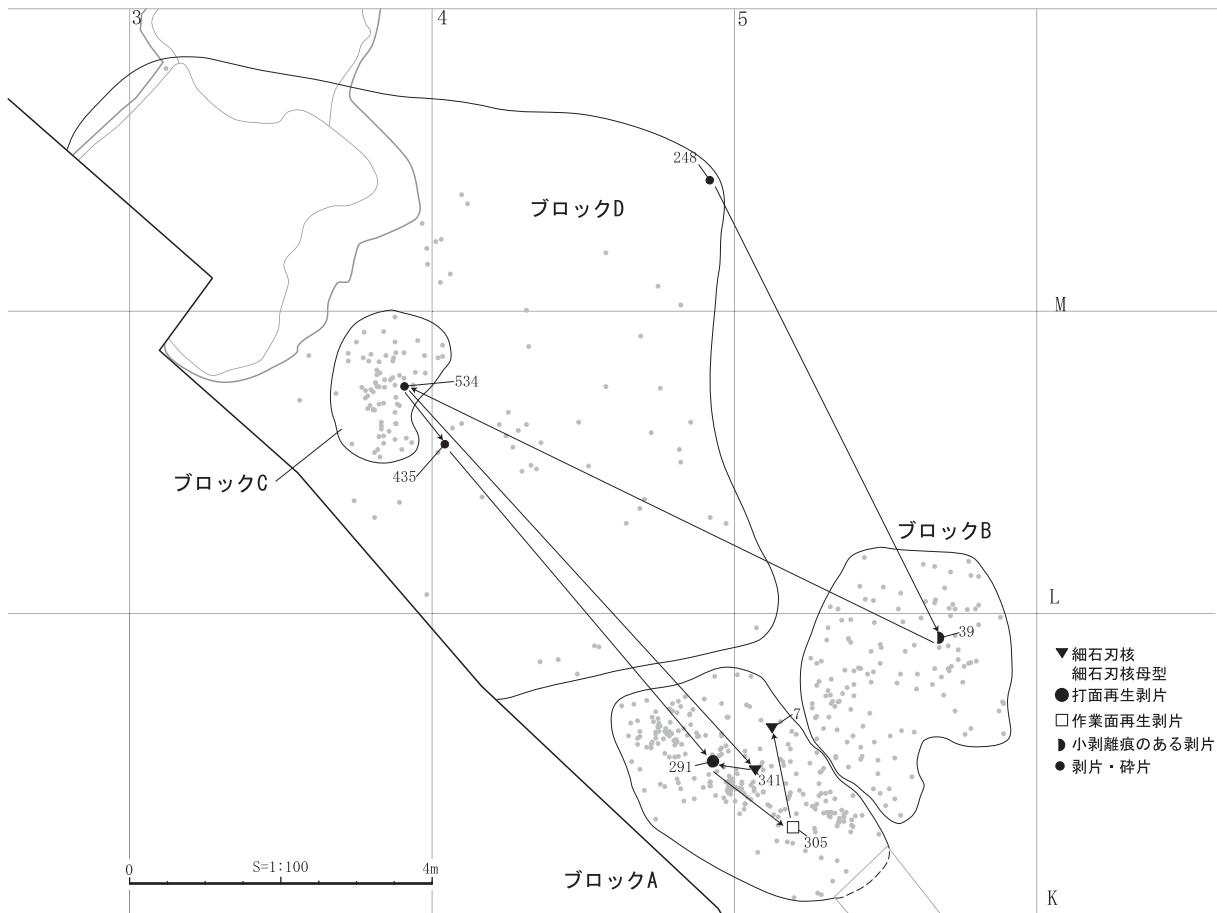 3
4
5
248
ブロックD
M
534
435
ブロックC
ブロックB
L
39
細石刃核
細石刃核母型
打面再生剥片
作業面再生剥片
小剥離痕のある剥片
剥片・砕片
7
291
341
305
0
S=1:100
4m
ブロックA
K